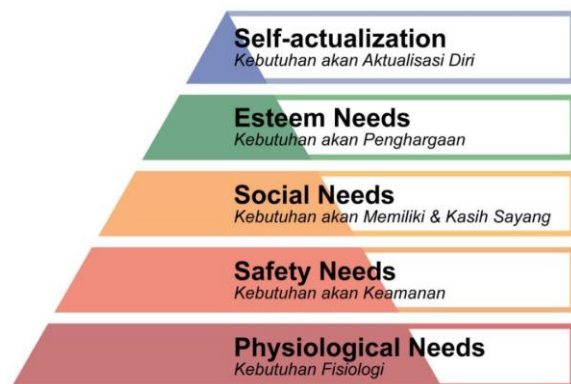 Self-actualization
Kebutuhan akan Aktualisasi Diri
Esteem Needs
Kebutuhan akan Penghargaan
Social Needs
Kebutuhan akan Memiliki & Kasih Sayang
Safety Needs
Kebutuhan akan Keamanan
Physiological Needs
Kebutuhan Fisiologi